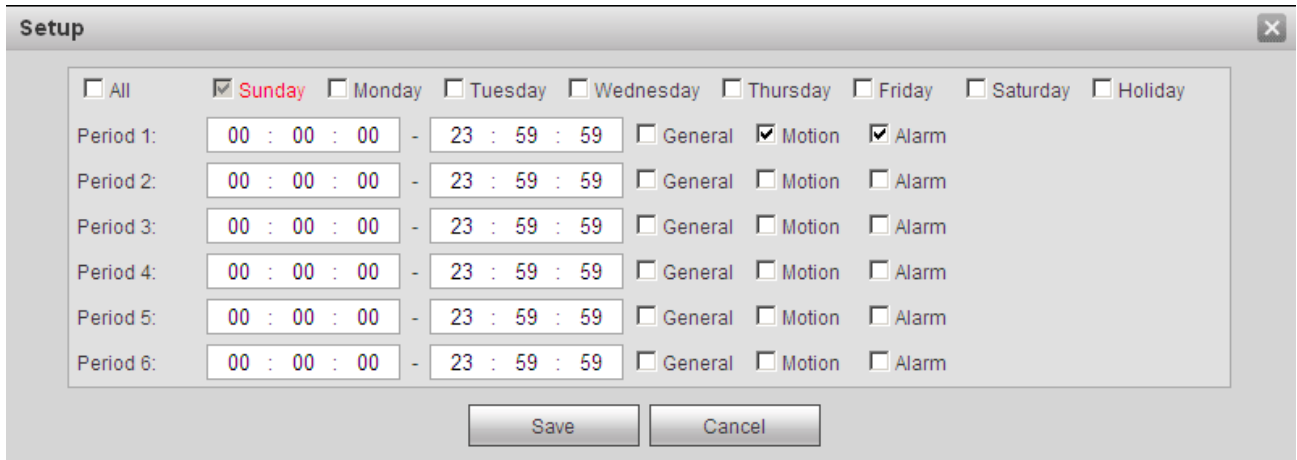 Setup
All Sunday Monday Tuesday Wednesday Thursday Friday Saturday Holiday
Period 1: 00 : 00 : 00 - 23 : 59 : 59 General Motion Alarm
Period 2: 00 : 00 : 00 - 23 : 59 : 59 General Motion Alarm
Period 3: 00 : 00 : 00 - 23 : 59 : 59 General Motion Alarm
Period 4: 00 : 00 : 00 - 23 : 59 : 59 General Motion Alarm
Period 5: 00 : 00 : 00 - 23 : 59 : 59 General Motion Alarm
Period 6: 00 : 00 : 00 - 23 : 59 : 59 General Motion Alarm
Save Cancel